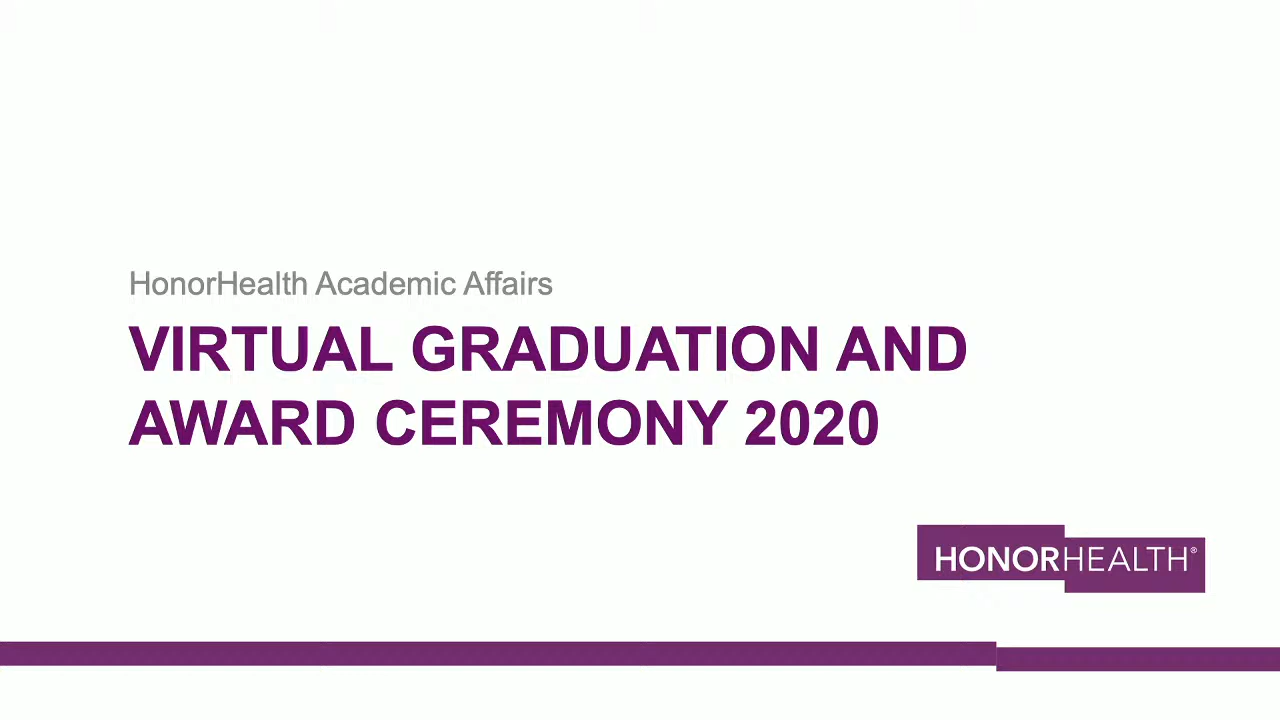 HonorHealth Academic Affairs
VIRTUAL GRADUATION AND
AWARD CEREMONY 2020
HONORHEALTH®